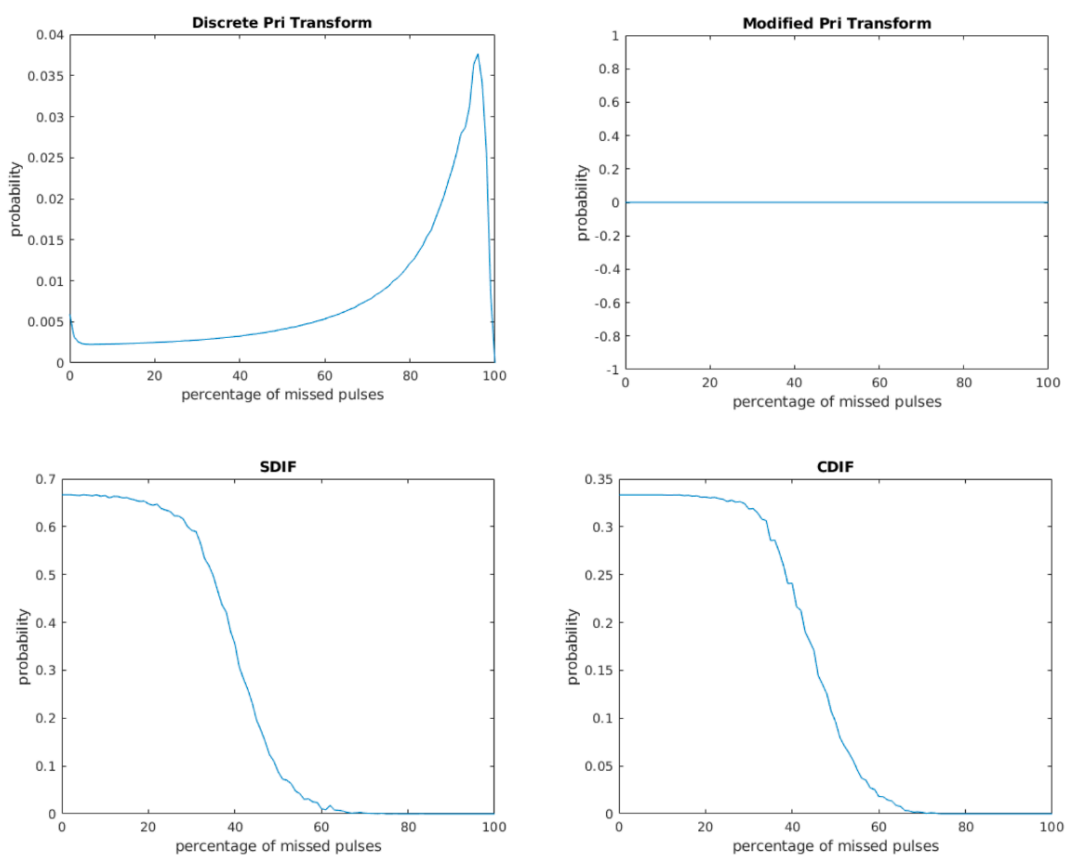 Discrete Pri Transform
0.04
0.035
0.03
0.025
0.02
0.015
0.01
0.005
0
probability
0 20 40 60 80 100
percentage of missed pulses
Modified Pri Transform
1
0.8
0.6
0.4
0.2
0
-0.2
-0.4
-0.6
-0.8
-1
probability
0 20 40 60 80 100
percentage of missed pulses
SDIF
0.7
0.6
0.5
0.4
0.3
0.2
0.1
0
probability
0 20 40 60 80 100
percentage of missed pulses
CDIF
0.35
0.3
0.25
0.2
0.15
0.1
0.05
0
probability
0 20 40 60 80 100
percentage of missed pulses